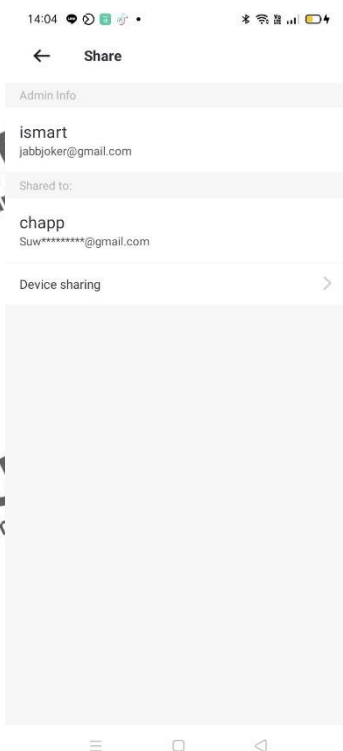 14:04
Share
Admin Info
ismart
jabbjoker@gmail.com
Shared to:
chapp
Suw*********@gmail.com
Device sharing